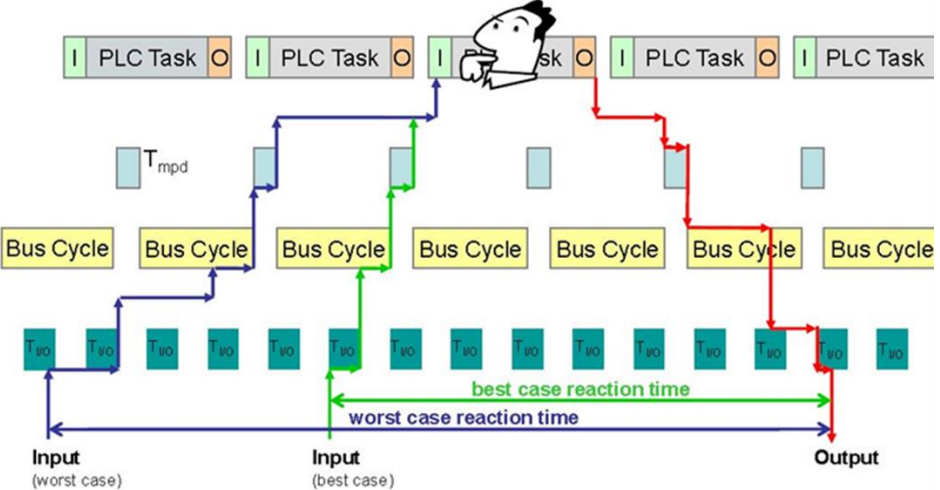 I PLC Task O I PLC Task O I sk O I PLC Task O I PLC Task
Tmpd
Bus Cycle Bus Cycle Bus Cycle Bus Cycle Bus Cycle Bus Cycle Bus Cycle
TI/O TI/O TI/O TI/O TI/O TI/O TI/O TI/O TI/O TI/O TI/O TI/O TI/O TI/O TI/O
best case reaction time
worst case reaction time
Input Input Output
(worst case) (best case)